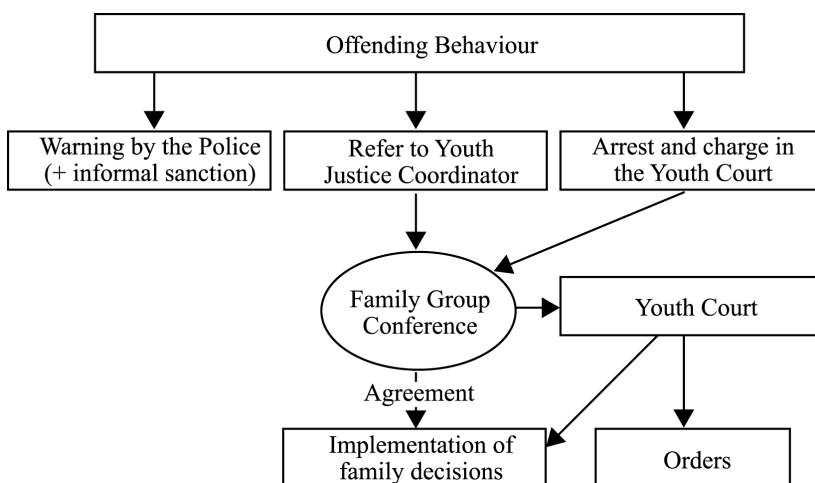 Offending Behaviour
Warning by the Police
(+ informal sanction)
Refer to Youth
Justice Coordinator
Arrest and charge in
the Youth Court
Family Group
Conference
Youth Court
Agreement
Implementation of
family decisions
Orders